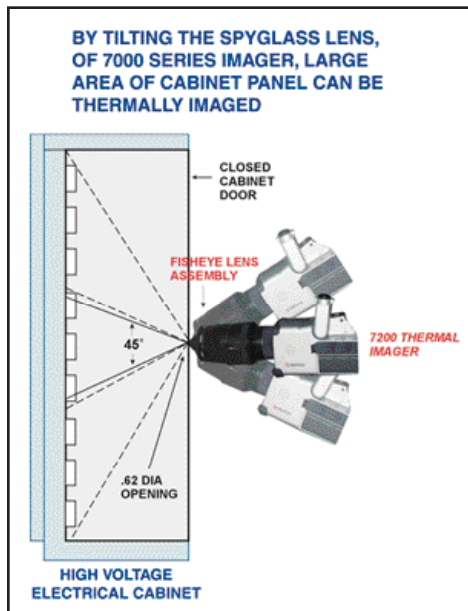 BY TILTING THE SPYGLASS LENS,
OF 7000 SERIES IMAGER, LARGE
AREA OF CABINET PANEL CAN BE
THERMALLY IMAGED
CLOSED
CABINET
DOOR
FISHEYE LENS
ASSEMBLY
7200 THERMAL
IMAGER
45°
.62 DIA
OPENING
HIGH VOLTAGE
ELECTRICAL CABINET